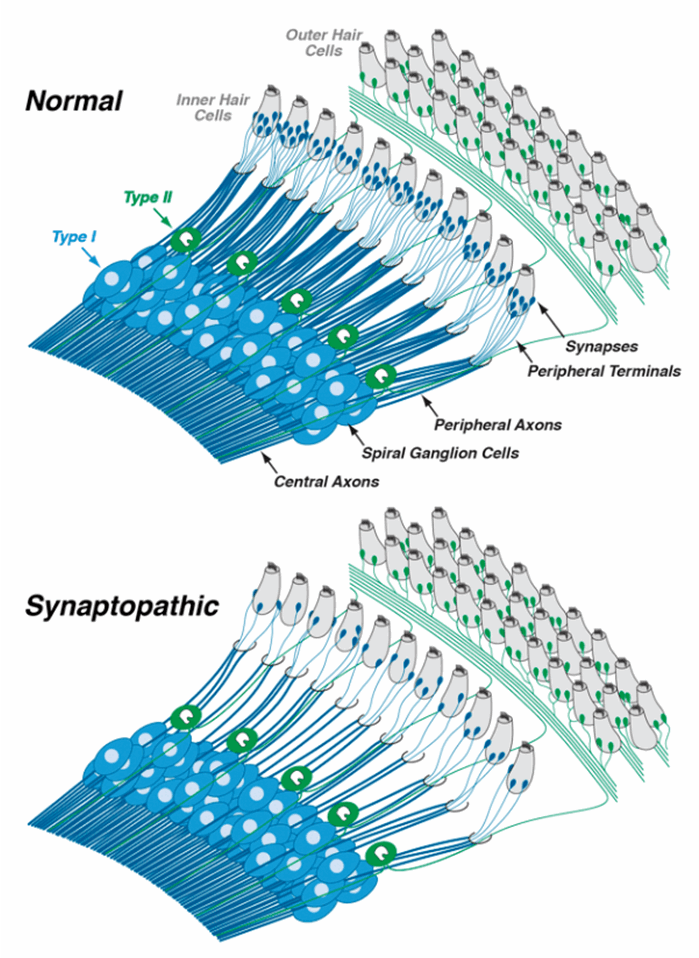 Outer Hair
Cells
Normal
Inner Hair
Cells
Type II
Type I
Synapses
Peripheral Terminals
Peripheral Axons
Spiral Ganglion Cells
Central Axons
Synaptopathic